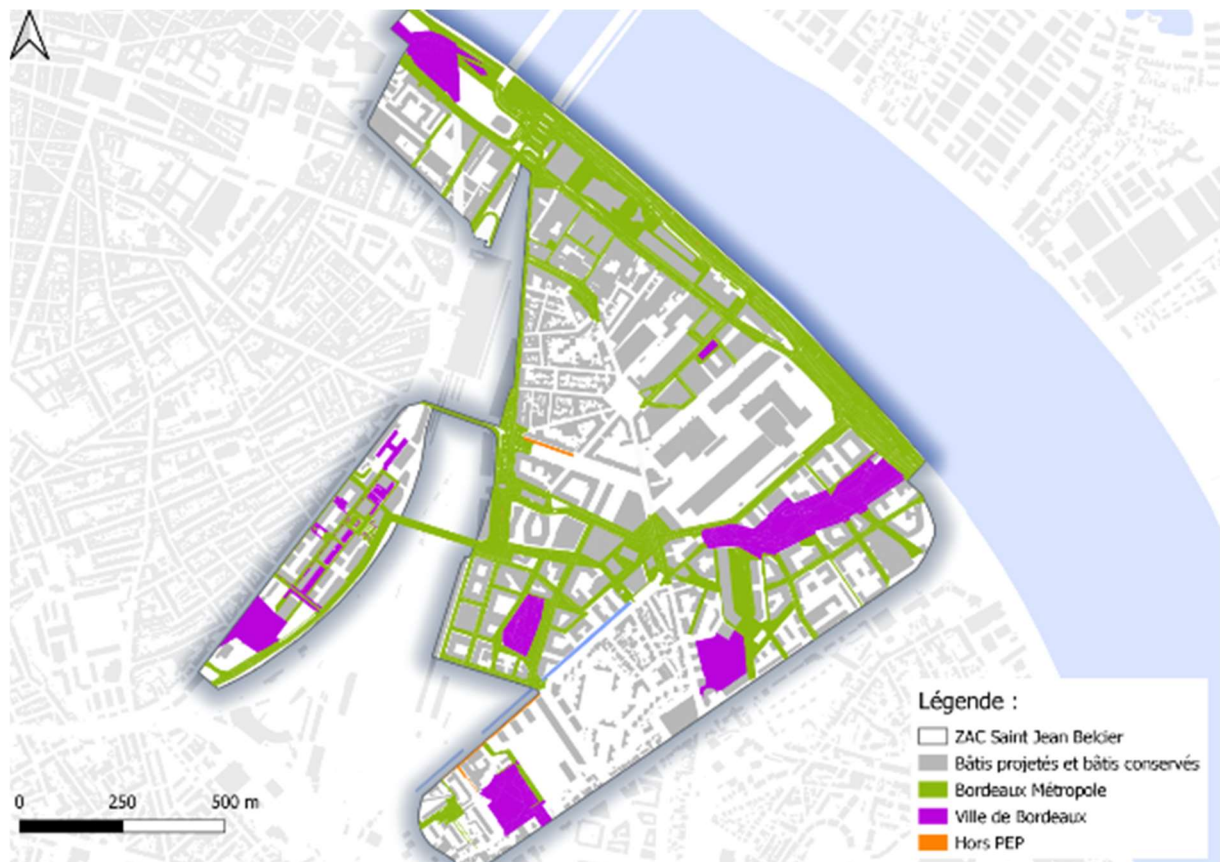 Légende :
ZAC Saint Jean Belcier
Bâtis projetés et bâtis conservés
Bordeaux Métropole
Ville de Bordeaux
Hors PEP
0 250 500 m